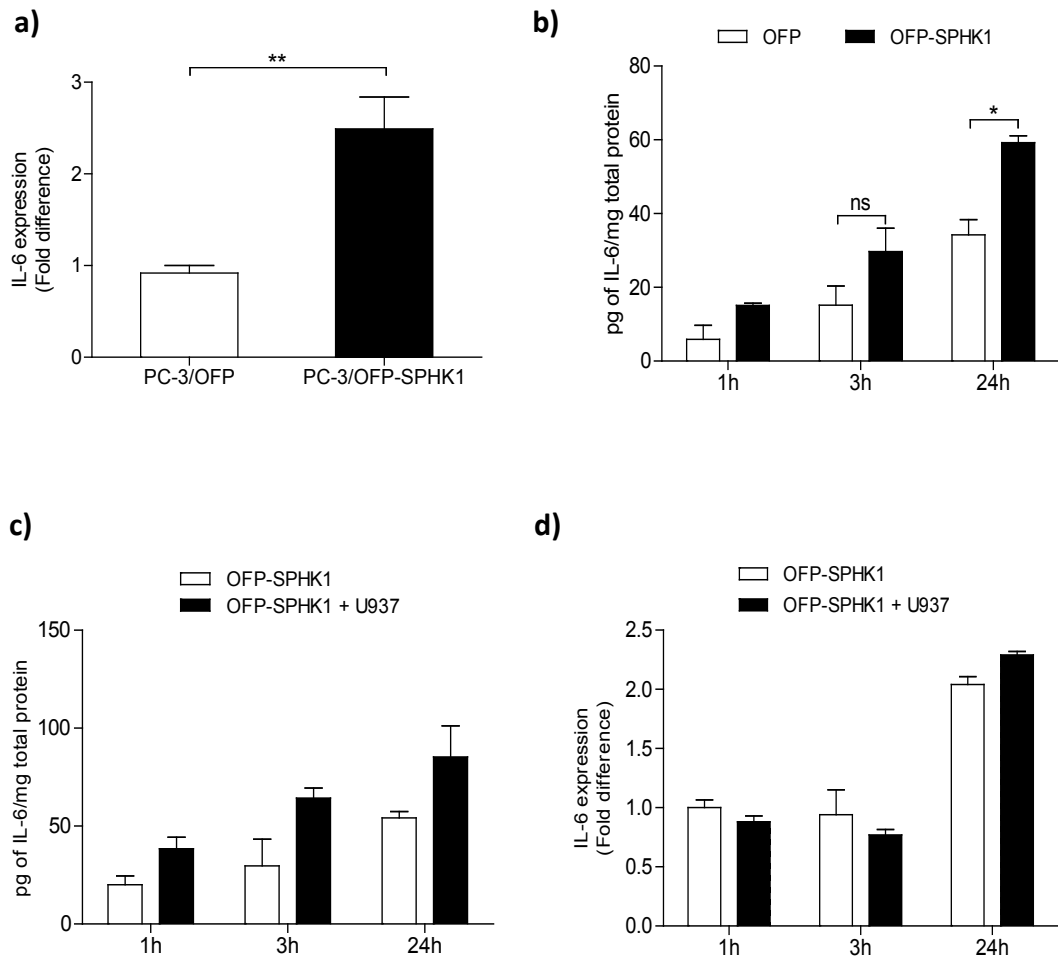 a)
**
3
2
1
0
IL-6 expression
(Fold difference)
PC-3/OFP
PC-3/OFP-SPHK1
b)
OFP
OFP-SPHK1
80
60
40
20
0
pg of IL-6/mg total protein
ns
*
1h
3h
24h
c)
OFP-SPHK1
OFP-SPHK1 + U937
150
100
50
0
pg of IL-6/mg total protein
1h
3h
24h
d)
OFP-SPHK1
OFP-SPHK1 + U937
2.5
2.0
1.5
1.0
0.5
0.0
IL-6 expression
(Fold difference)
1h
3h
24h